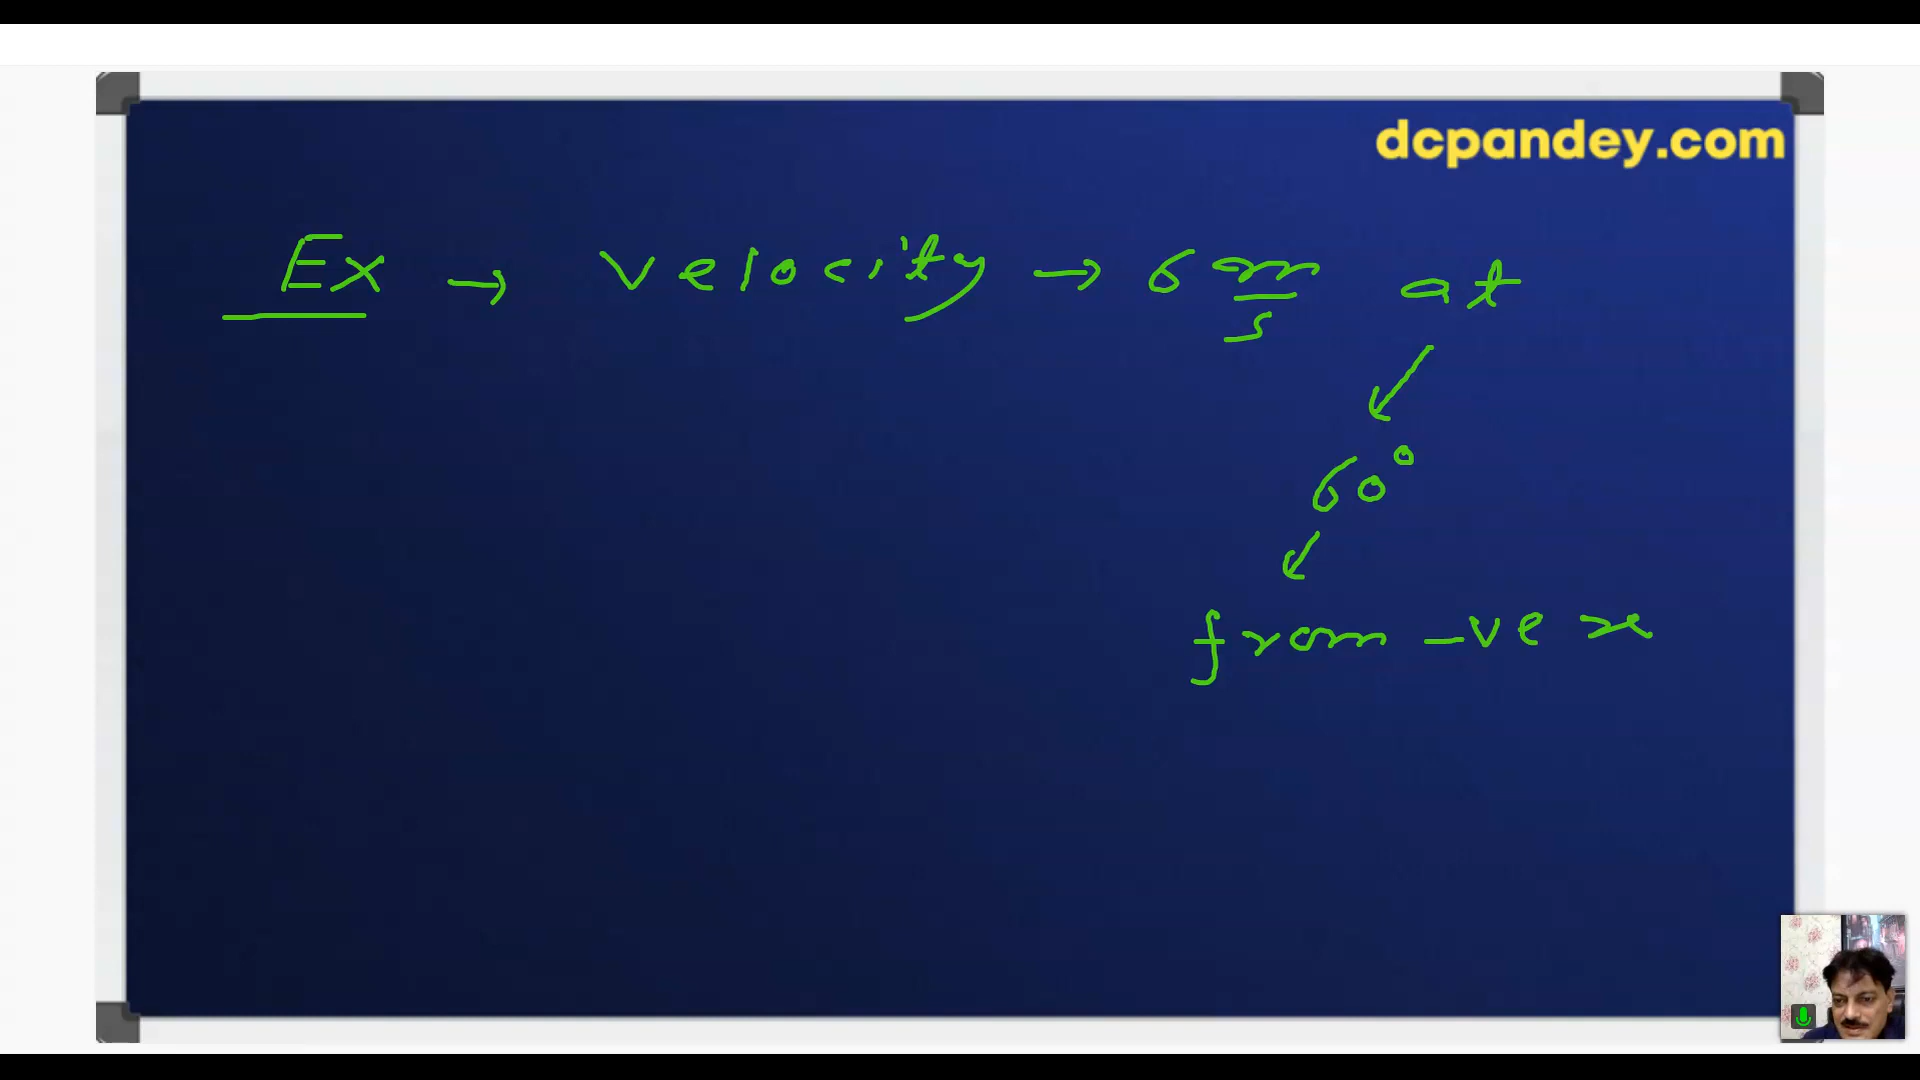 dcpandey.com
Ex → velocity → 6 m/s at
60°
from -ve x